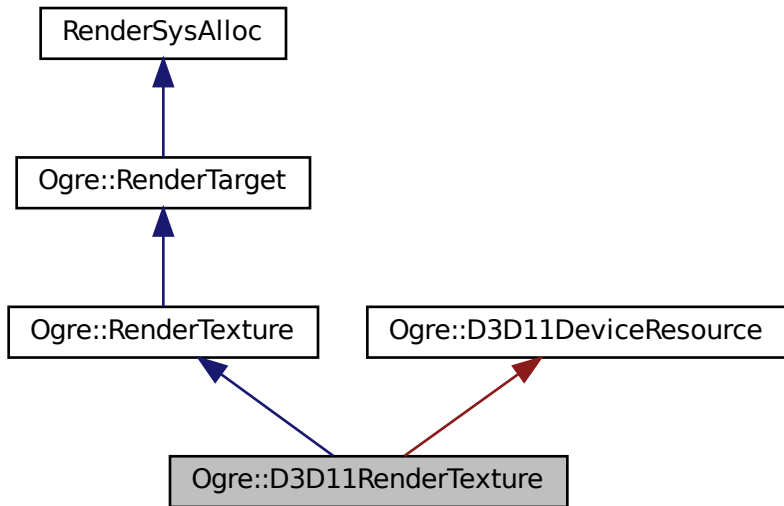 RenderSysAlloc
Ogre::RenderTarget
Ogre::RenderTexture
Ogre::D3D11DeviceResource
Ogre::D3D11RenderTexture